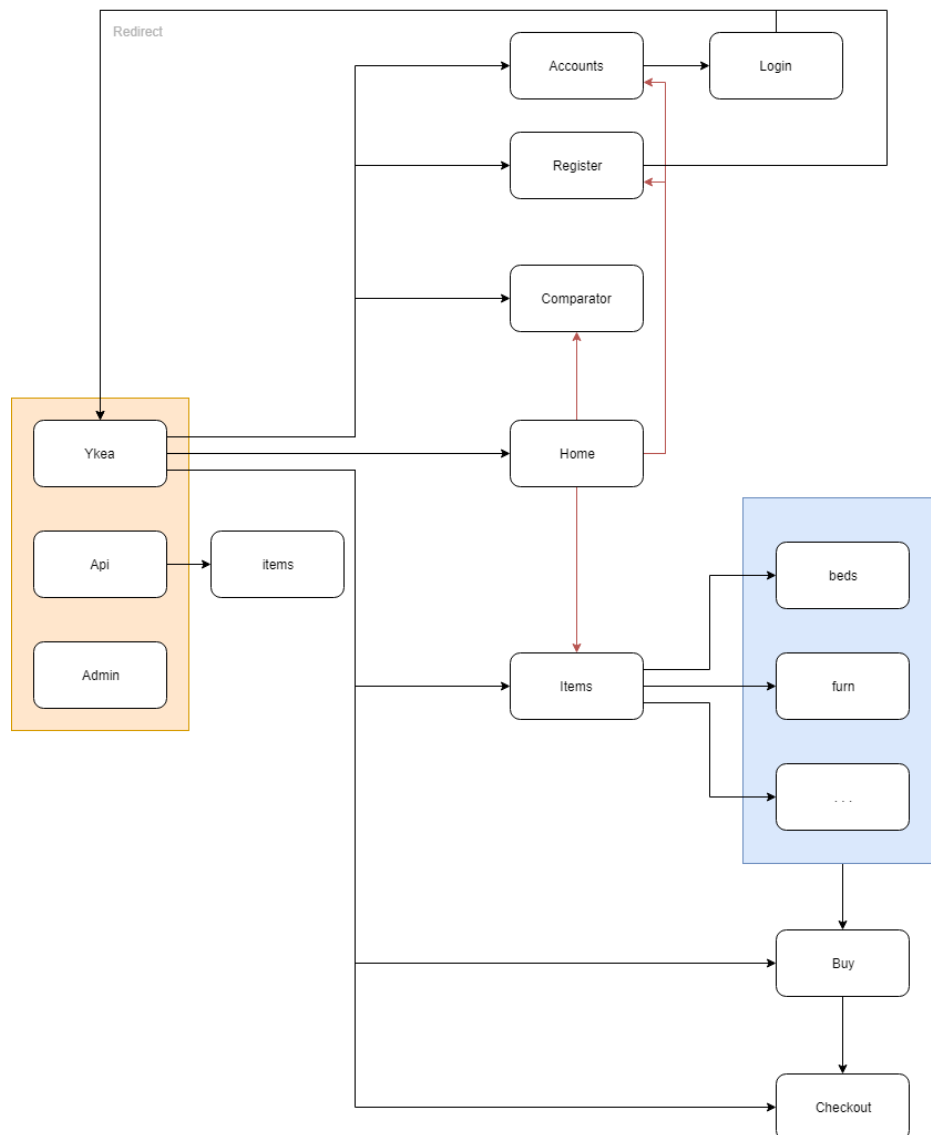 Redirect
Accounts
Login
Register
Comparator
Ykea
Home
Api
items
beds
Admin
Items
furn
. . .
Buy
Checkout